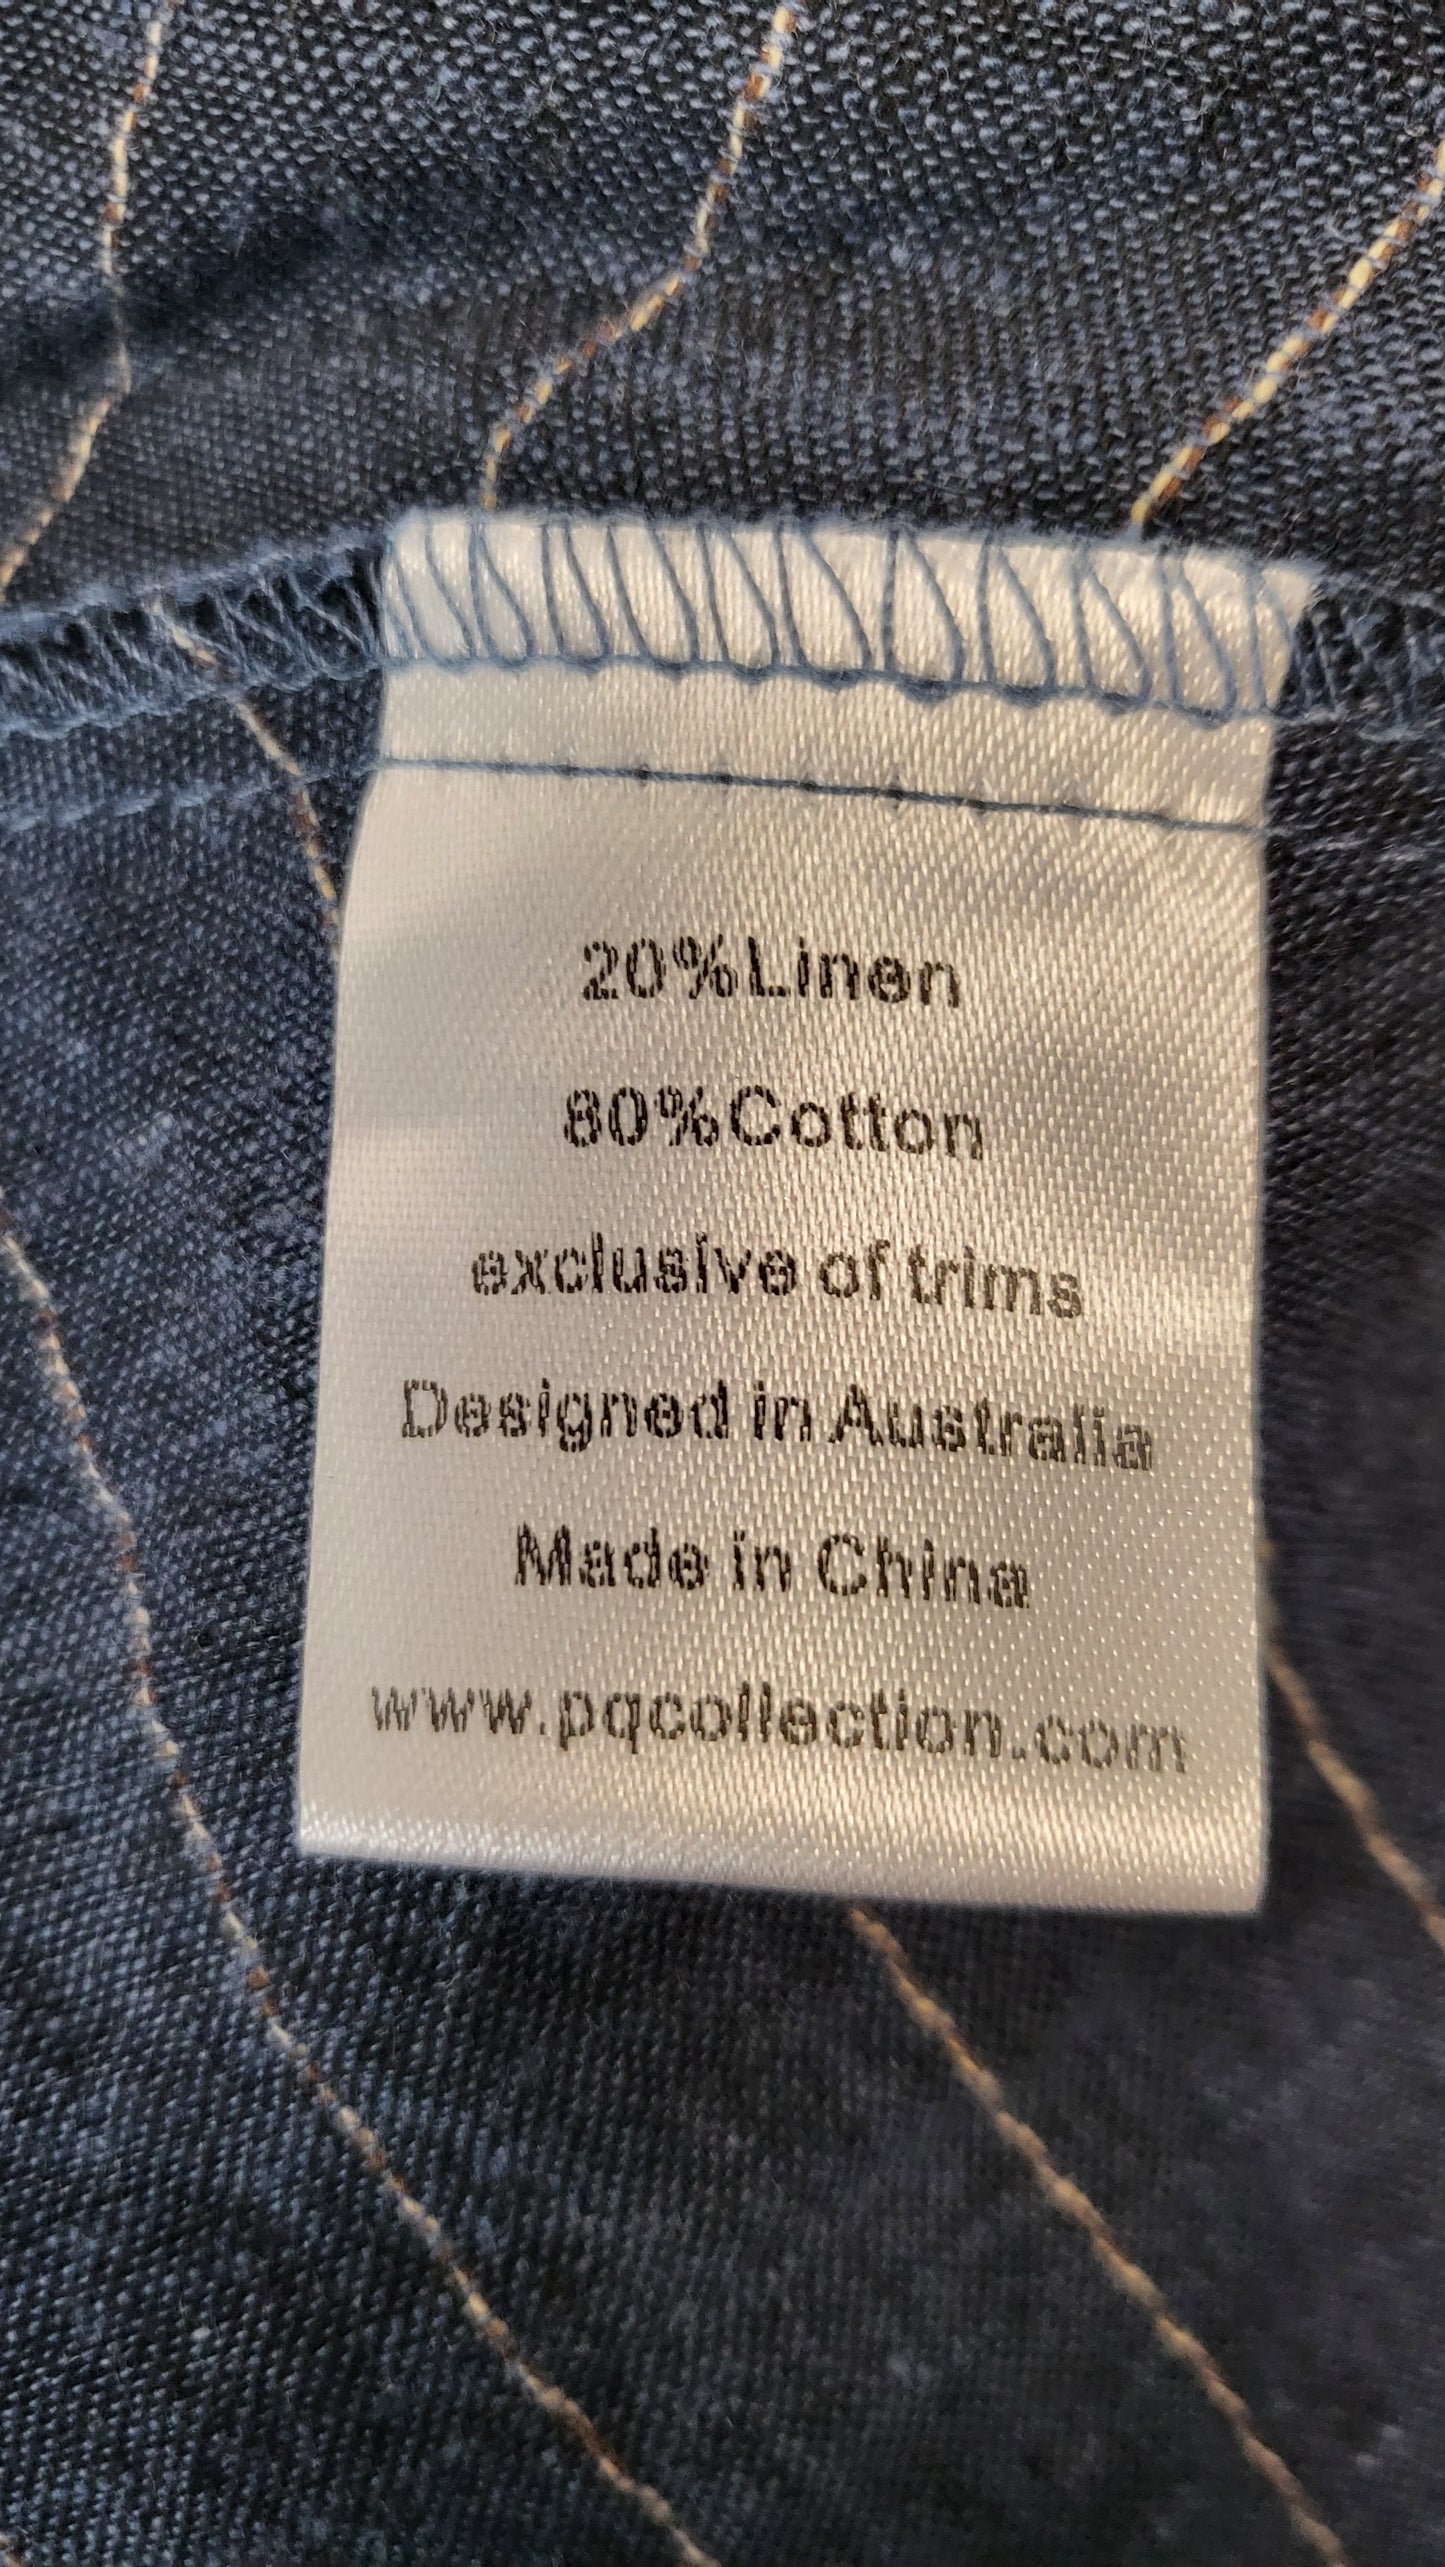 20%Linen
80%Cotton
exclusive of trims
Designed in Australia
Made in China
www.pqcollection.com